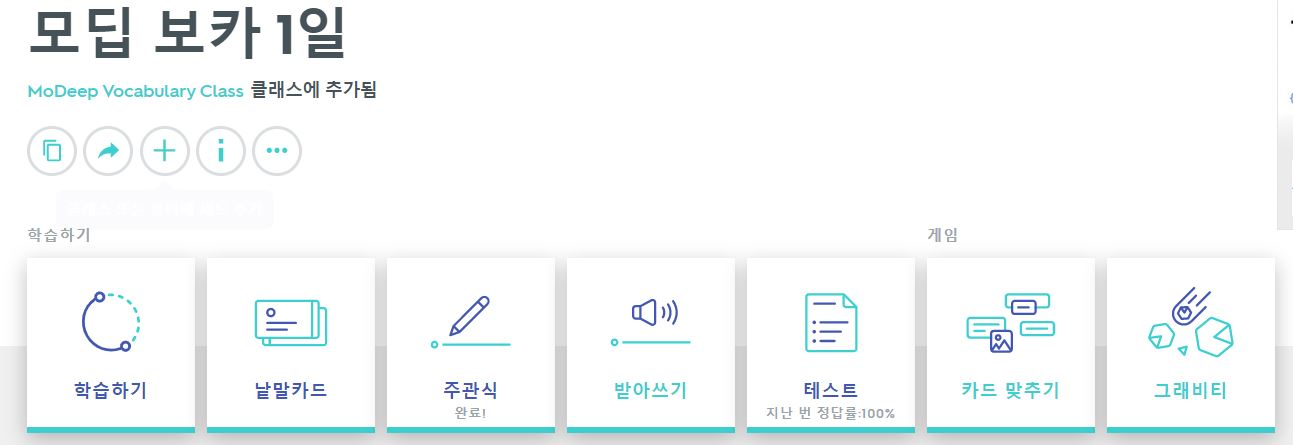 모딥 보카 1일
MoDeep Vocabulary Class 클래스에 추가됨
학습하기
게임
학습하기
낱말카드
주관식
완료!
받아쓰기
테스트
지난 번 정답률:100%
카드 맞추기
그래비티